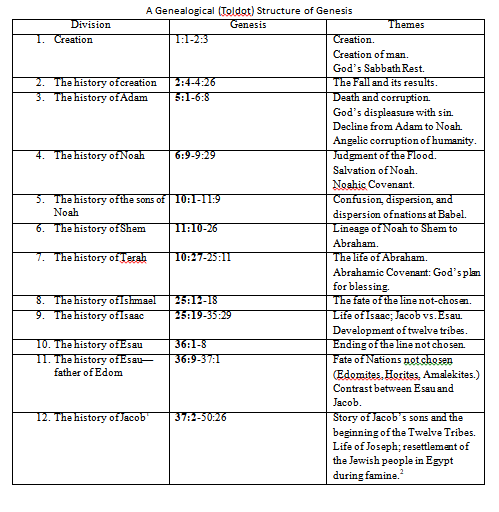 A Genealogical (Toldot) Structure of Genesis
Division Genesis Themes
1. Creation 1:1-2:3 Creation.
Creation of man.
God's Sabbath Rest.
2. The history of creation 2:4-4:26 The Fall and its results.
3. The history of Adam 5:1-6:8 Death and corruption.
God's displeasure with sin.
Decline from Adam to Noah.
Angelic corruption of humanity.
4. The history of Noah 6:9-9:29 Judgment of the Flood.
Salvation of Noah.
Noahic Covenant.
5. The history of the sons of 10:1-11:9 Confusion, dispersion, and
Noah dispersion of nations at Babel.
6. The history of Shem 11:10-26 Lineage of Noah to Shem to
Abraham.
7. The history of Terah 10:27-25:11 The life of Abraham.
Abrahamic Covenant: God's plan
for blessing.
8. The history of Ishmael 25:12-18 The fate of the line not-chosen.
9. The history of Isaac 25:19-35:29 Life of Isaac; Jacob vs. Esau.
Development of twelve tribes.
10. The history of Esau 36:1-8 Ending of the line not chosen.
11. The history of Esau— 36:9-37:1 Fate of Nations not chosen
father of Edom (Edomites, Horites, Amalekites.)
Contrast between Esau and
Jacob.
12. The history of Jacob¹ 37:2-50:26 Story of Jacob's sons and the
beginning of the Twelve Tribes.
Life of Joseph; resettlement of
the Jewish people in Egypt
during famine.²